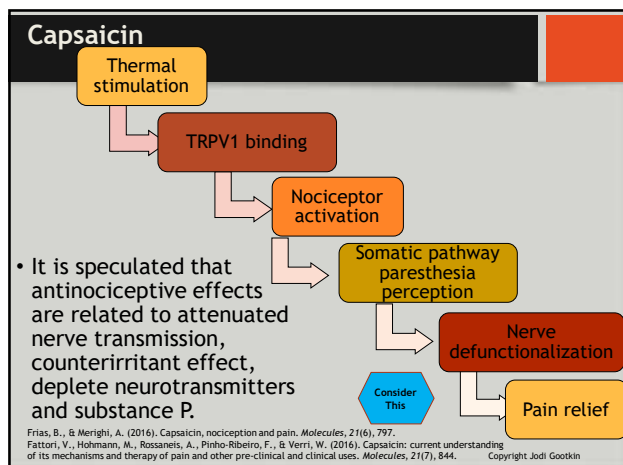 Capsaicin
Thermal
stimulation
TRPV1 binding
Nociceptor
activation
Somatic pathway
paresthesia
perception
Nerve
defunctionalization
Pain relief
• It is speculated that
antinociceptive effects
are related to attenuated
nerve transmission,
counterirritant effect,
deplete neurotransmitters
and substance P.
Consider
This
Frias, B., & Merighi, A. (2016). Capsaicin, nociception and pain. Molecules, 21(6), 797.
Fattori, V., Hohmann, M., Rossaneis, A., Pinho-Ribeiro, F., & Verri, W. (2016). Capsaicin: current understanding
of its mechanisms and therapy of pain and other pre-clinical and clinical uses. Molecules, 21(7), 844.
Copyright Jodi Gootkin